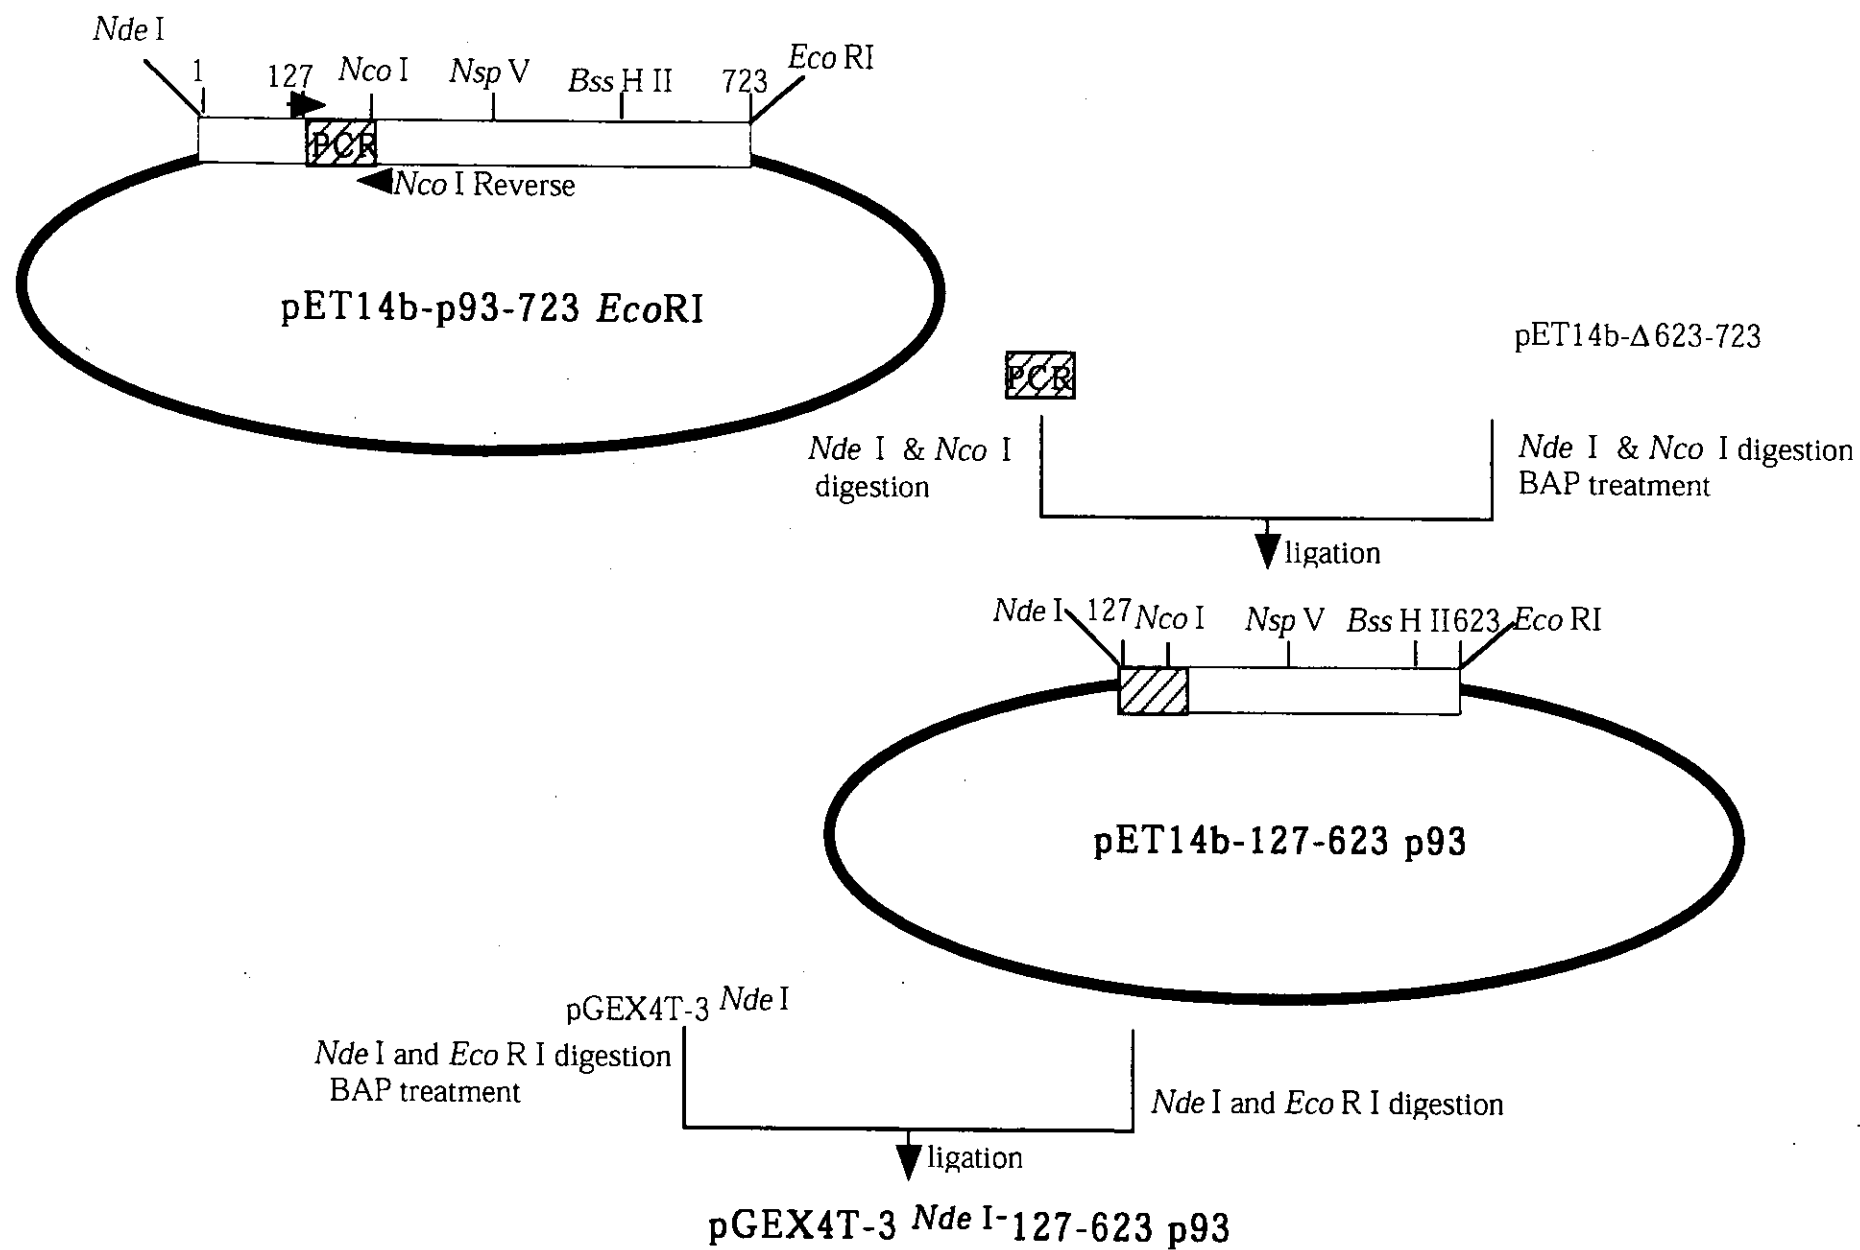 Nde I
1 127 Nco I Nsp V Bss H II 723 Eco RI
PCR
Nco I Reverse
pET14b-p93-723 EcoRI
pET14b-Δ623-723
PCR
Nde I & Nco I
digestion
Nde I & Nco I digestion
BAP treatment
ligation
Nde I 127 Nco I Nsp V Bss H II 623 Eco RI
pET14b-127-623 p93
pGEX4T-3 Nde I
Nde I and Eco R I digestion
BAP treatment
Nde I and Eco R I digestion
ligation
pGEX4T-3 Nde I-127-623 p93